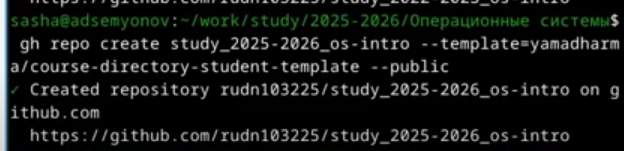 sasha@adsemyonov:~/work/study/2025-2026/Операционные системы$
gh repo create study_2025-2026_os-intro --template=yamadharm
a/course-directory-student-template --public
✓ Created repository rudn103225/study_2025-2026_os-intro on g
ithub.com
https://github.com/rudn103225/study_2025-2026_os-intro